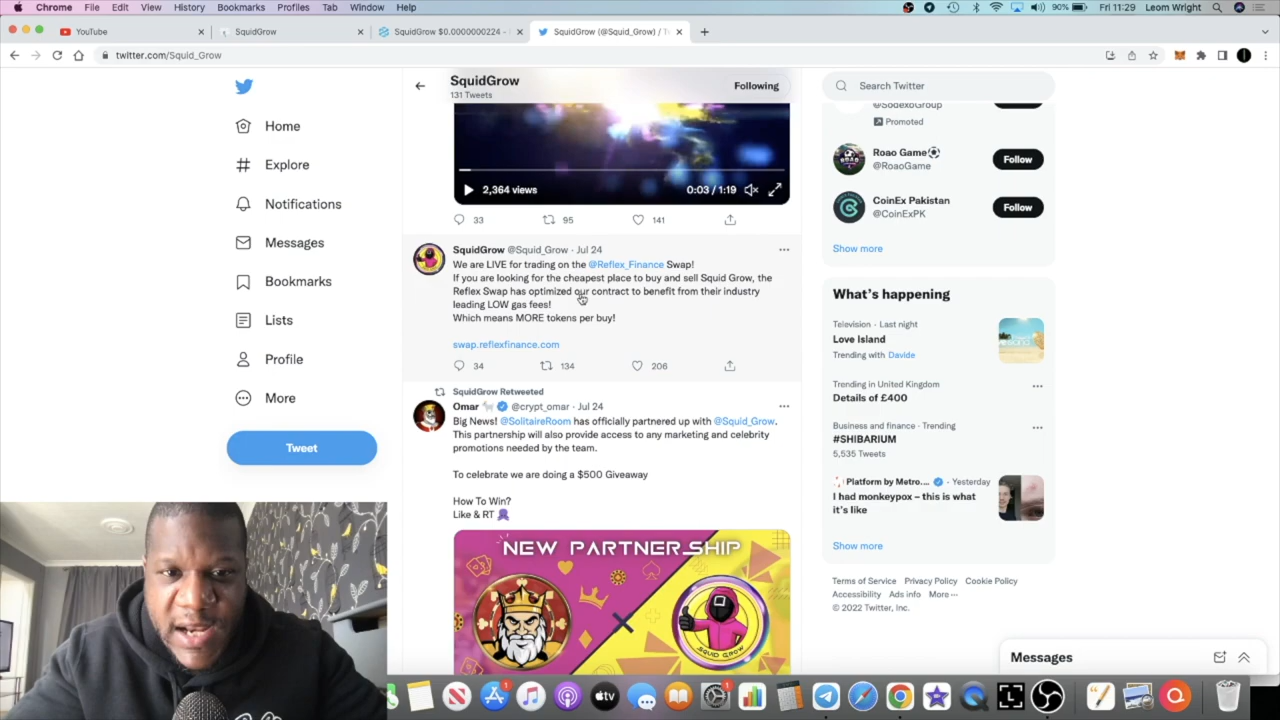 Chrome File Edit View History Bookmarks Profiles Tab Window Help 90% Fri 11:29 Leom Wright
YouTube SquidGrow SquidGrow $0.0000000224 - SquidGrow (@Squid_Grow) /
twitter.com/Squid_Grow
SquidGrow
131 Tweets
Following
Search Twitter
Home
Explore
Notifications
Messages
Bookmarks
Lists
Profile
More
Tweet
2,364 views 0:03 / 1:19
33 95 141
SquidGrow @Squid_Grow · Jul 24
We are LIVE for trading on the @Reflex_Finance Swap!
If you are looking for the cheapest place to buy and sell Squid Grow, the
Reflex Swap has optimized our contract to benefit from their industry
leading LOW gas fees!
Which means MORE tokens per buy!
swap.reflexfinance.com
34 134 206
SquidGrow Retweeted
Omar @crypt_omar · Jul 24
Big News! @SolitaireRoom has officially partnered up with @Squid_Grow.
This partnership will also provide access to any marketing and celebrity
promotions needed by the team.
To celebrate we are doing a $500 Giveaway
How To Win?
Like & RT
NEW PARTNERSHIP
SQUID GROW
@SodexoGroup
Promoted
Roao Game
@RoaoGame
Follow
CoinEx Pakistan
@CoinExPK
Follow
Show more
What's happening
Television · Last night
Love Island
Trending with Davide
Trending in United Kingdom
Details of £400
Business and finance · Trending
#SHIBARIUM
5,535 Tweets
Platform by Metro.... · Yesterday
I had monkeypox – this is what
it's like
Show more
Terms of Service Privacy Policy Cookie Policy
Accessibility Ads info More ···
© 2022 Twitter, Inc.
Messages
tv